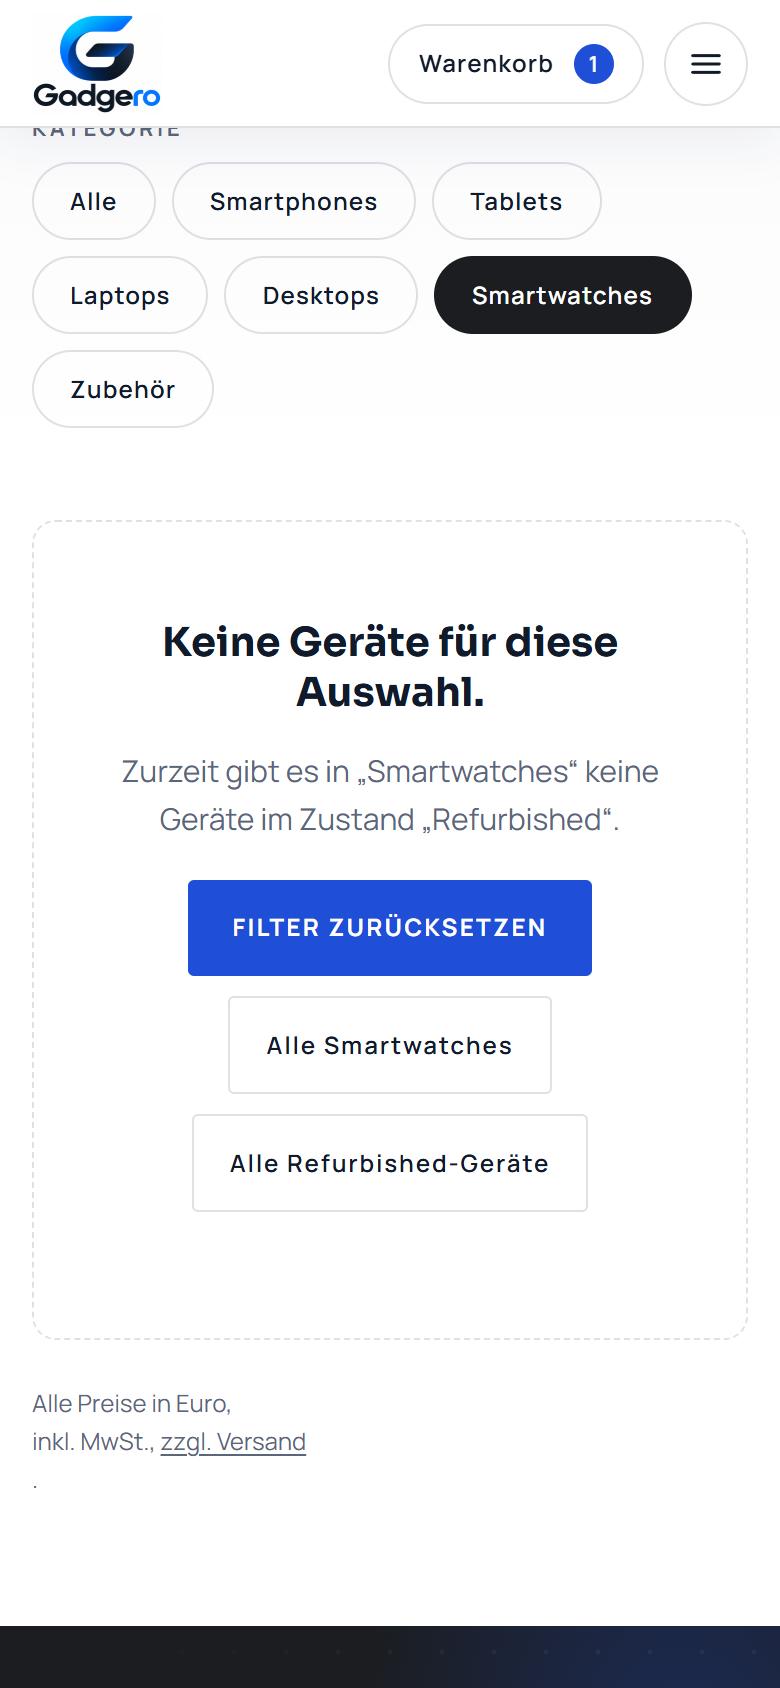 Gadgero
Warenkorb 1
KATEGORIE
Alle Smartphones Tablets
Laptops Desktops Smartwatches
Zubehör
Keine Geräte für diese
Auswahl.
Zurzeit gibt es in „Smartwatches“ keine
Geräte im Zustand „Refurbished“.
FILTER ZURÜCKSETZEN
Alle Smartwatches
Alle Refurbished-Geräte
Alle Preise in Euro,
inkl. MwSt., zzgl. Versand
.